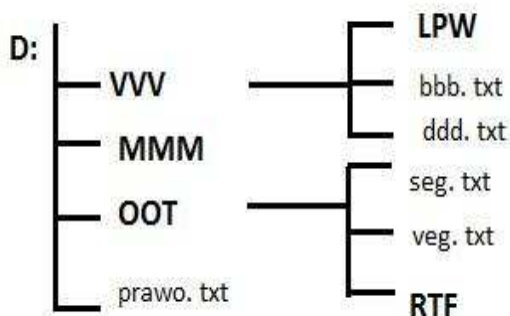 D:
VVV
MMM
OOT
prawo. txt
LPW
bbb. txt
ddd. txt
seg. txt
veg. txt
RTF